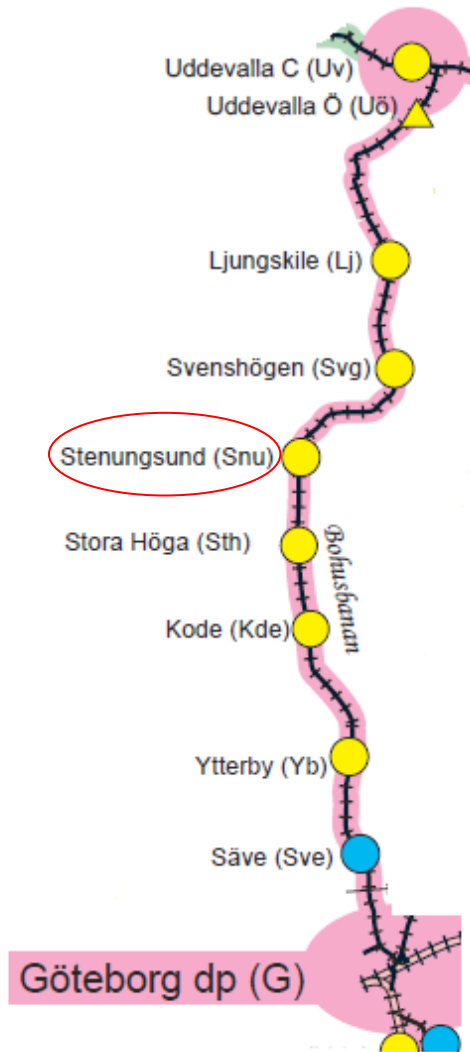 Uddevalla C (Uv)
Uddevalla Ö (Uö)
Ljungskile (Lj)
Svenshögen (Svg)
Stenungsund (Snu)
Stora Höga (Sth)
Bohusbanan
Kode (Kde)
Ytterby (Yb)
Säve (Sve)
Göteborg dp (G)